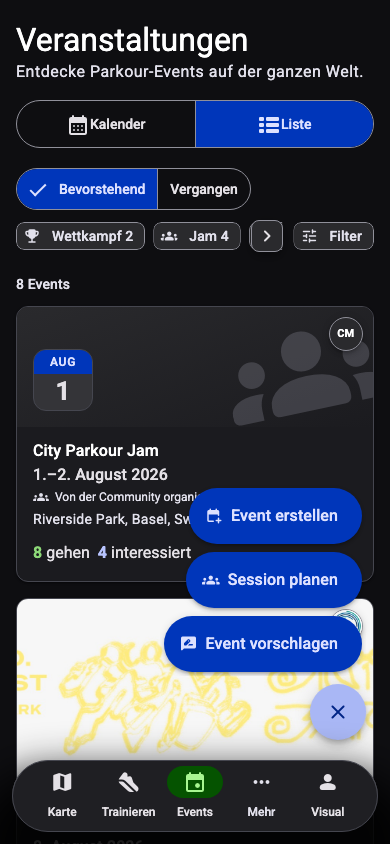 Veranstaltungen
Entdecke Parkour-Events auf der ganzen Welt.
Kalender
Liste
Bevorstehend
Vergangen
Wettkampf 2
Jam 4
Filter
8 Events
CM
AUG
1
City Parkour Jam
1.–2. August 2026
Von der Community organi
Riverside Park, Basel, Sw
8 gehen 4 interessiert
Event erstellen
Session planen
Event vorschlagen
Karte
Trainieren
Events
Mehr
Visual